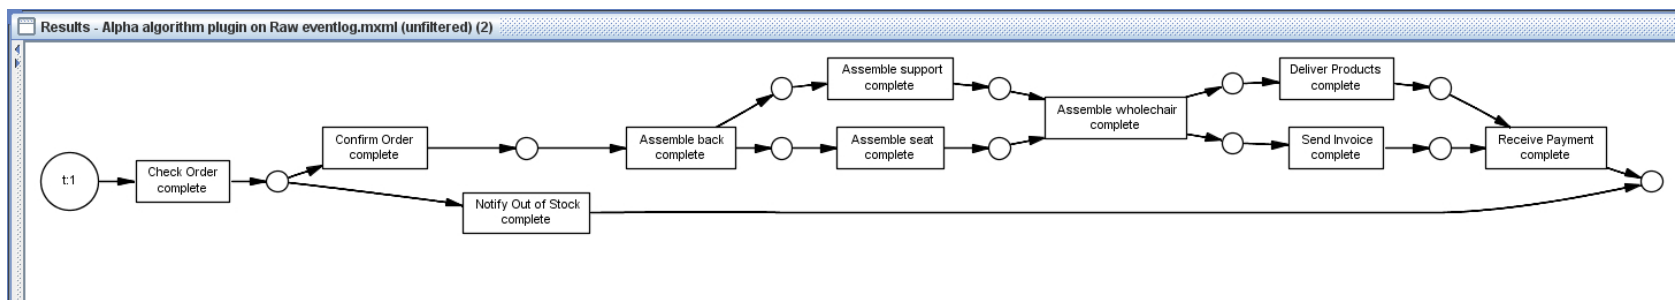 Results - Alpha algorithm plugin on Raw eventlog.mxml (unfiltered) (2)
t:1
Check Order
complete
Confirm Order
complete
Notify Out of Stock
complete
Assemble back
complete
Assemble support
complete
Assemble seat
complete
Assemble wholechair
complete
Deliver Products
complete
Send Invoice
complete
Receive Payment
complete